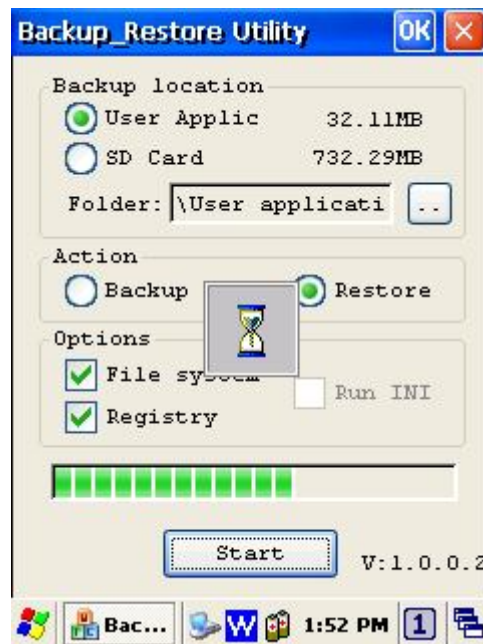 Backup_Restore Utility OK
Backup location
User Applic 32.11MB
SD Card 732.29MB
Folder: \User applicati ..
Action
Backup Restore
Options
File system
Run INI
Registry
Start
V:1.0.0.2
Bac... W 1:52 PM 1